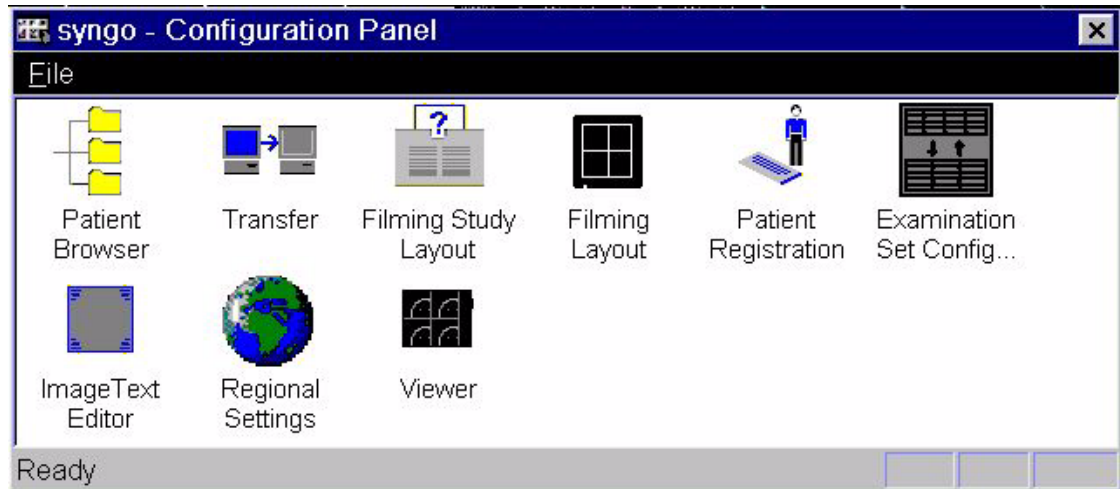 syngo - Configuration Panel
File
Patient
Browser
Transfer
?
Filming Study
Layout
Filming
Layout
Patient
Registration
Examination
Set Config...
ImageText
Editor
Regional
Settings
Viewer
Ready